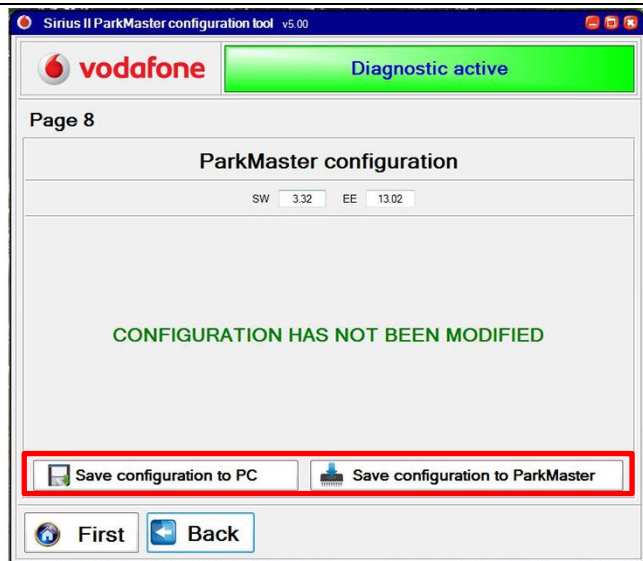 Sirius II ParkMaster configuration tool v5.00
vodafone
Diagnostic active
Page 8
ParkMaster configuration
SW 3.32 EE 13.02
CONFIGURATION HAS NOT BEEN MODIFIED
Save configuration to PC Save configuration to ParkMaster
First Back